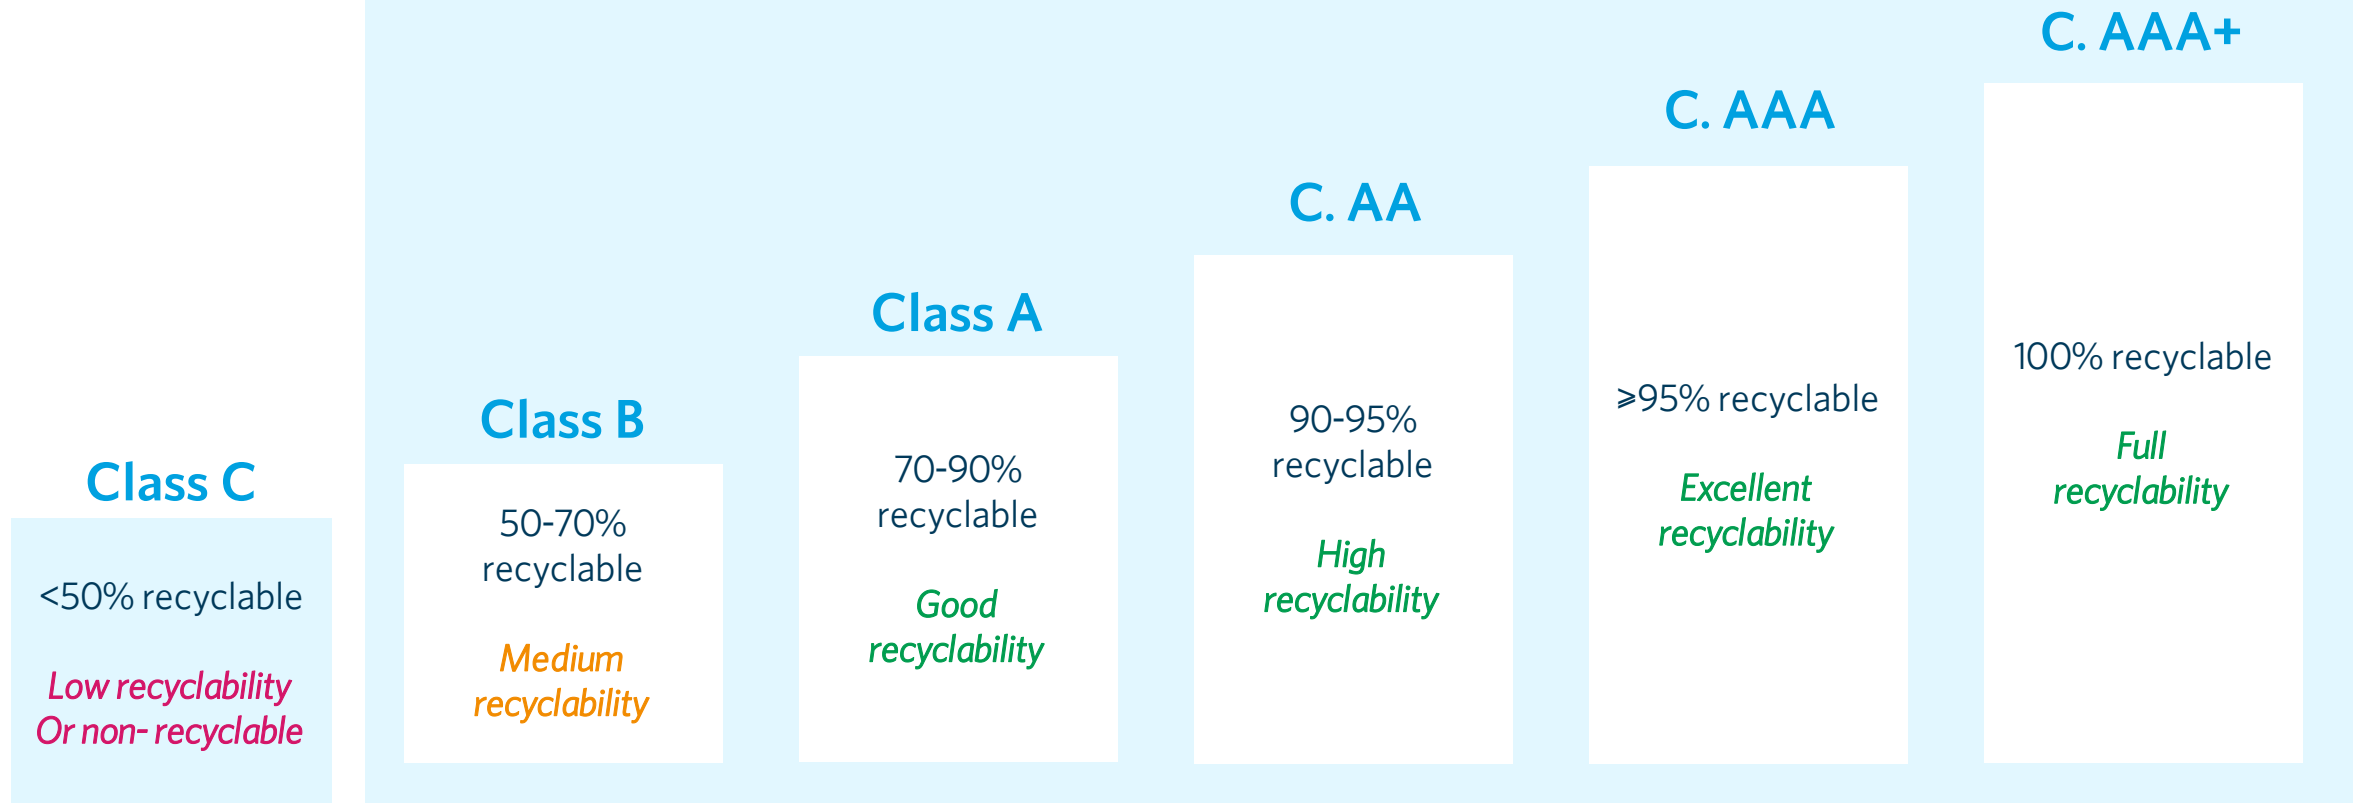 Class C
<50% recyclable
Low recyclability
Or non- recyclable
Class B
50-70%
recyclable
Medium
recyclability
Class A
70-90%
recyclable
Good
recyclability
C. AA
90-95%
recyclable
High
recyclability
C. AAA
⩾95% recyclable
Excellent
recyclability
C. AAA+
100% recyclable
Full
recyclability